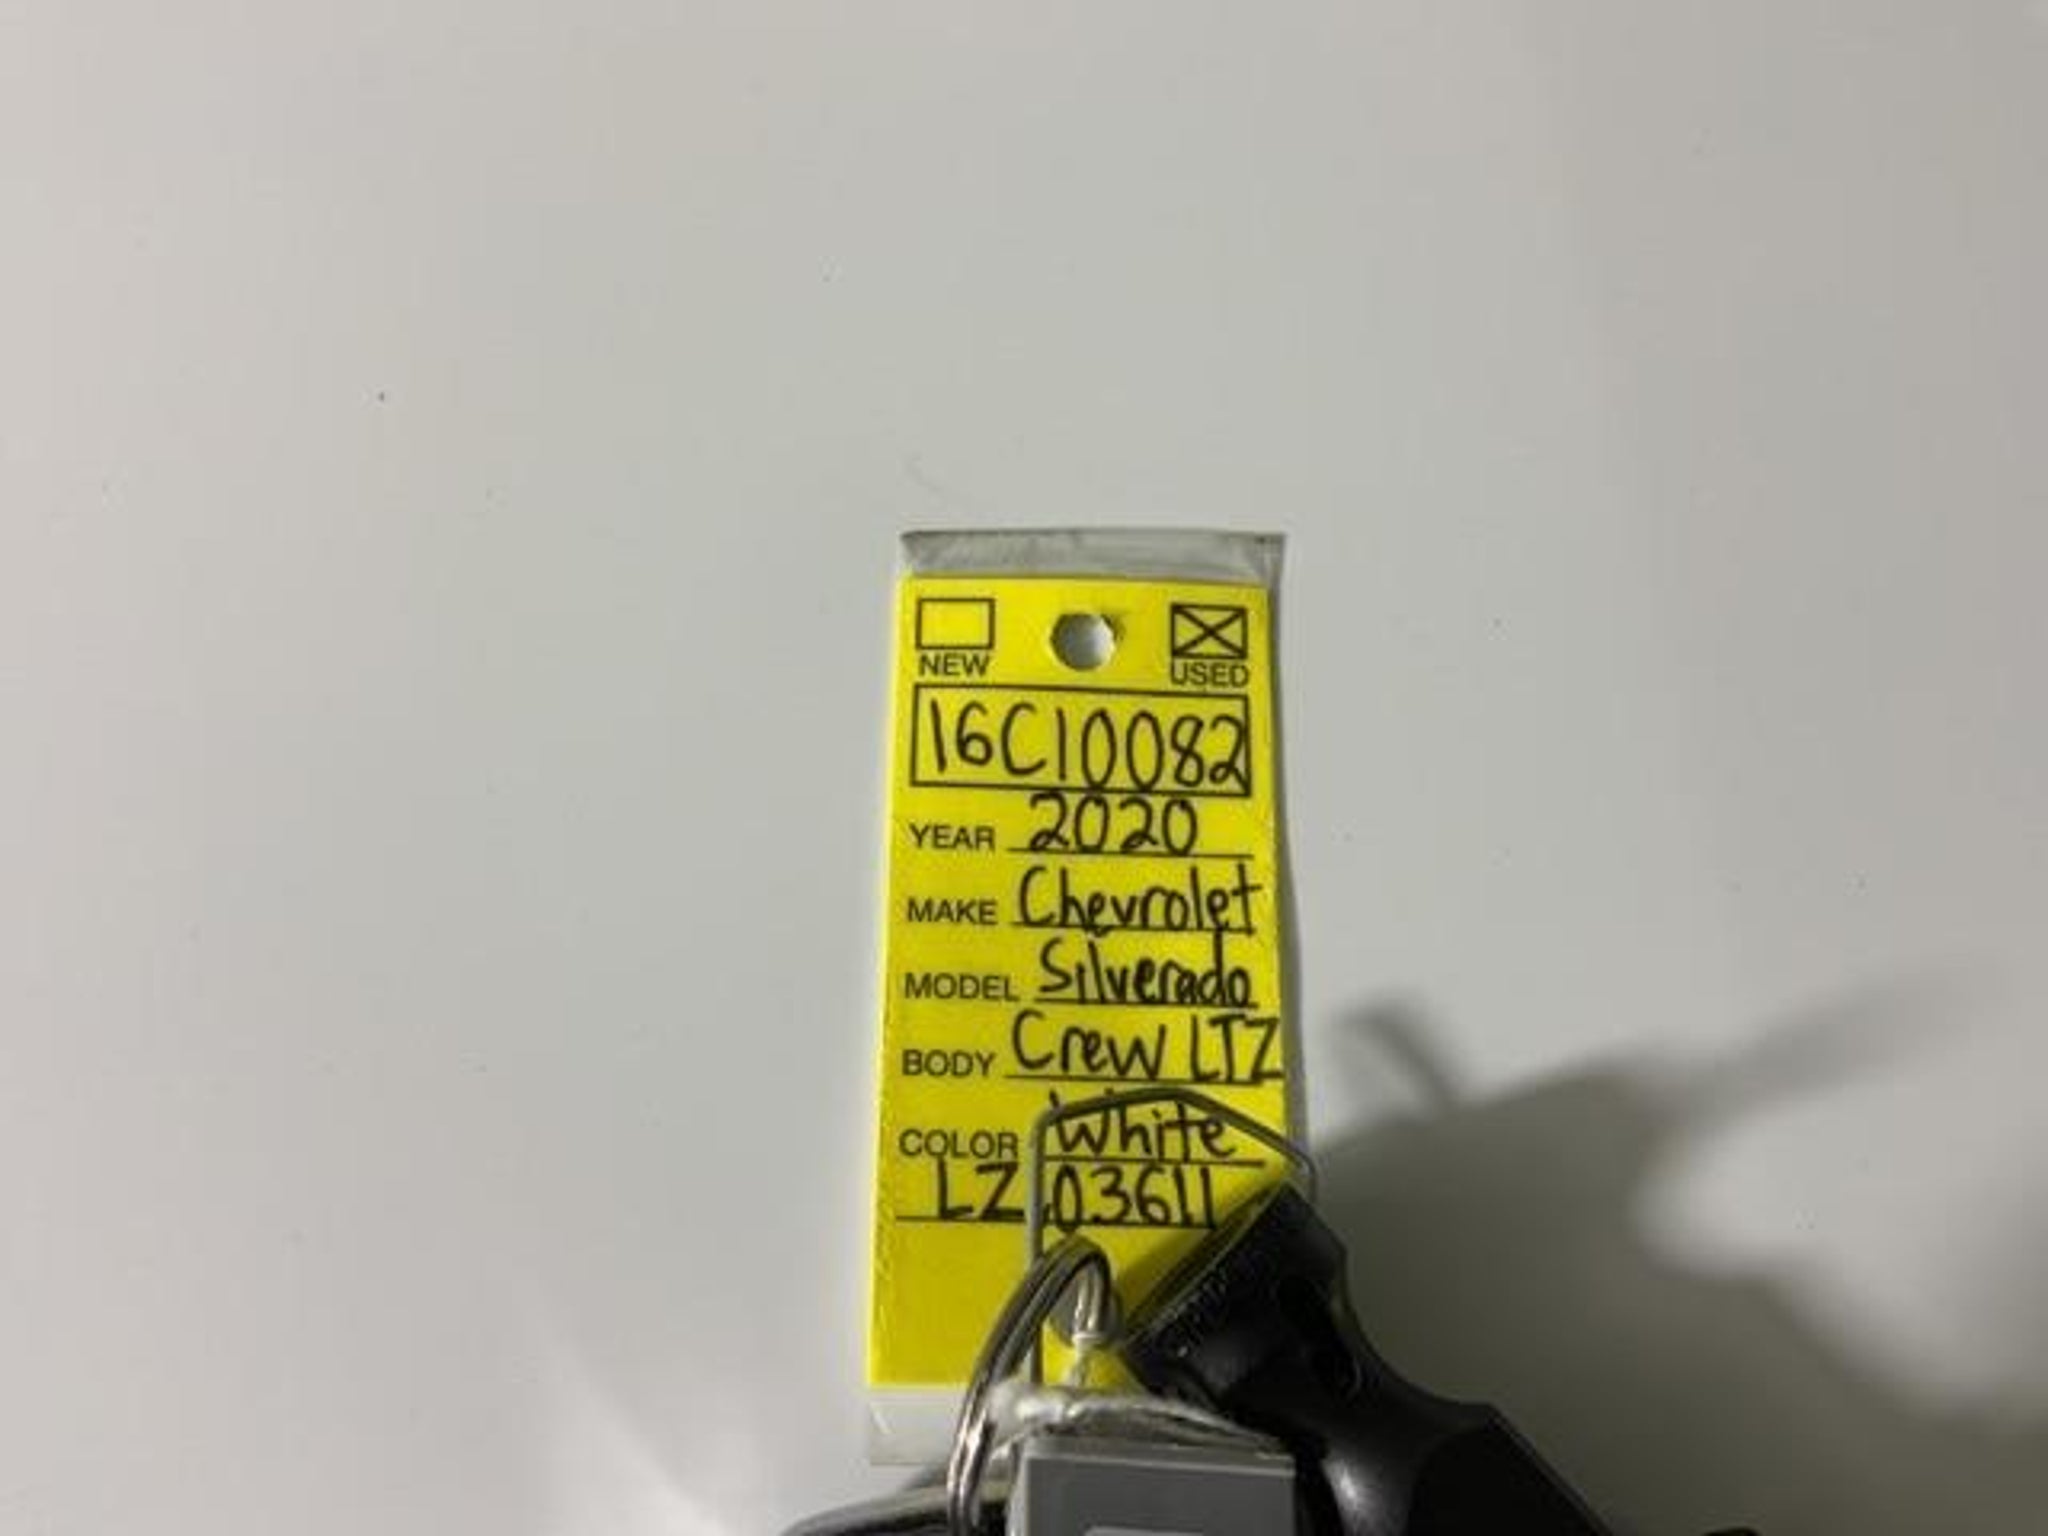 NEW USED
16C10082
YEAR 2020
MAKE Chevrolet
MODEL Silverado
BODY Crew LTZ
COLOR White
LZ 03611